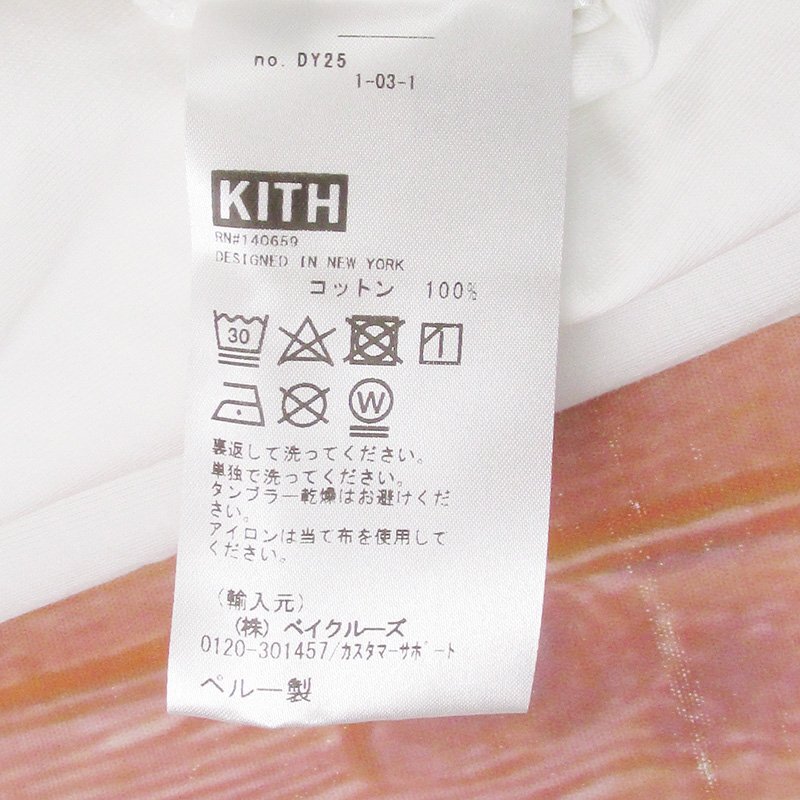 no. DY25
1-03-1
KITH
RN#140659
DESIGNED IN NEW YORK
コットン 100%
30
W
裏返して洗ってください。
単独で洗ってください。
タンブラー乾燥はお避けくだ
さい。
アイロンは当て布を使用して
ください。
(輸入元)
(株) ベイクルーズ
0120-301457/カスタマーサポート
ペルー製